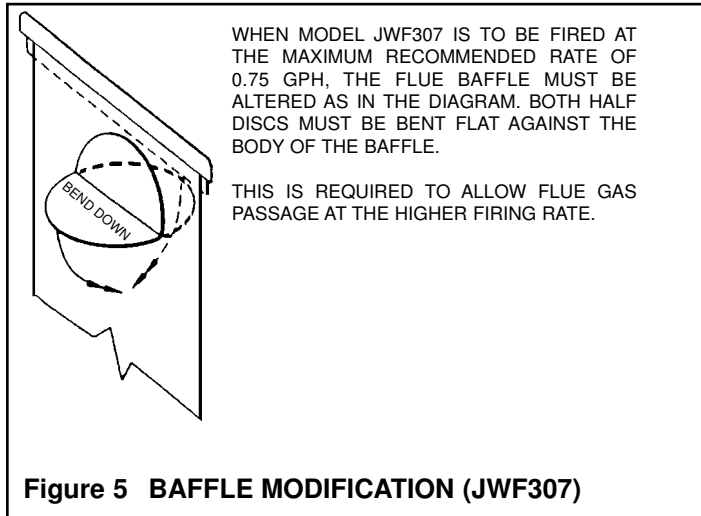 WHEN MODEL JWF307 IS TO BE FIRED AT
THE MAXIMUM RECOMMENDED RATE OF
0.75 GPH, THE FLUE BAFFLE MUST BE
ALTERED AS IN THE DIAGRAM. BOTH HALF
DISCS MUST BE BENT FLAT AGAINST THE
BODY OF THE BAFFLE.
THIS IS REQUIRED TO ALLOW FLUE GAS
PASSAGE AT THE HIGHER FIRING RATE.
BEND DOWN
Figure 5 BAFFLE MODIFICATION (JWF307)